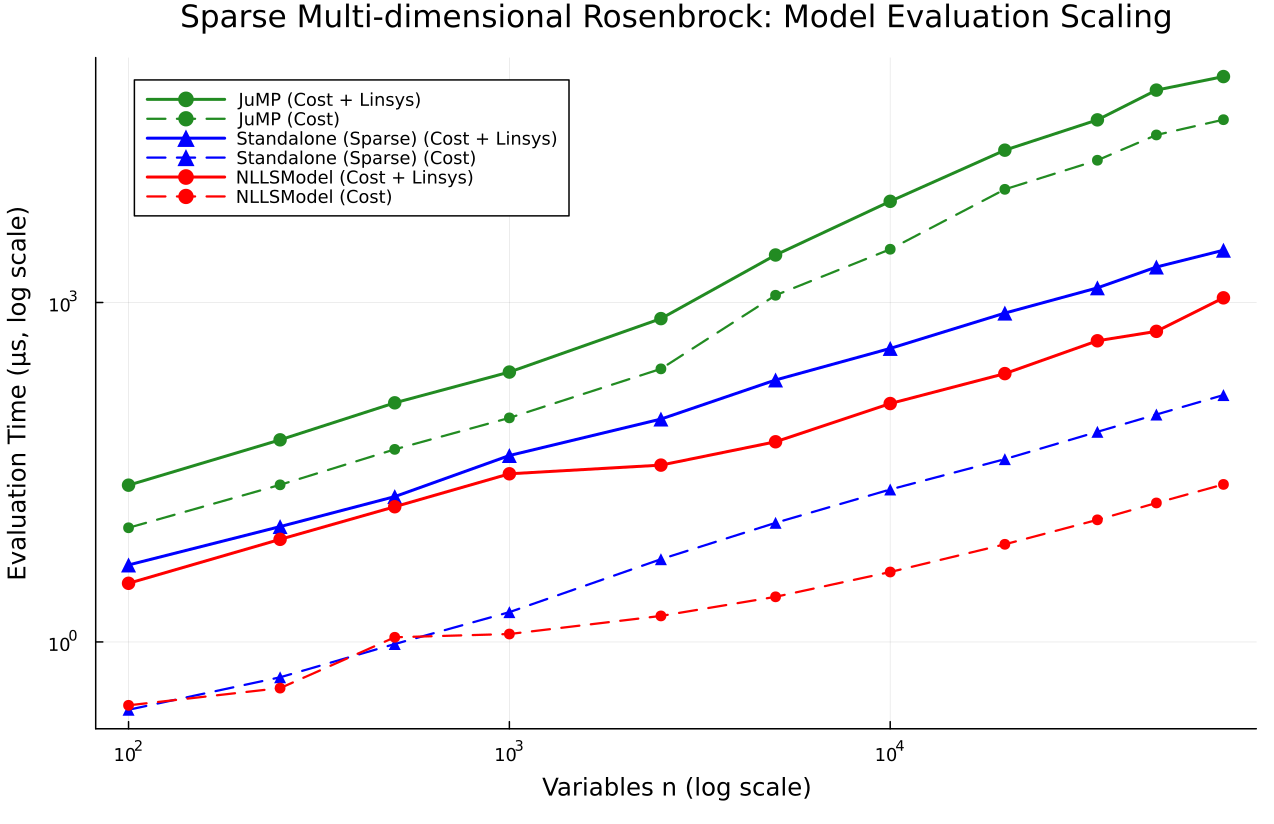 Sparse Multi-dimensional Rosenbrock: Model Evaluation Scaling
JuMP (Cost + Linsys)
JuMP (Cost)
Standalone (Sparse) (Cost + Linsys)
Standalone (Sparse) (Cost)
NLLSModel (Cost + Linsys)
NLLSModel (Cost)
Evaluation Time (μs, log scale)
10³
10⁰
10² 10³ 10⁴
Variables n (log scale)